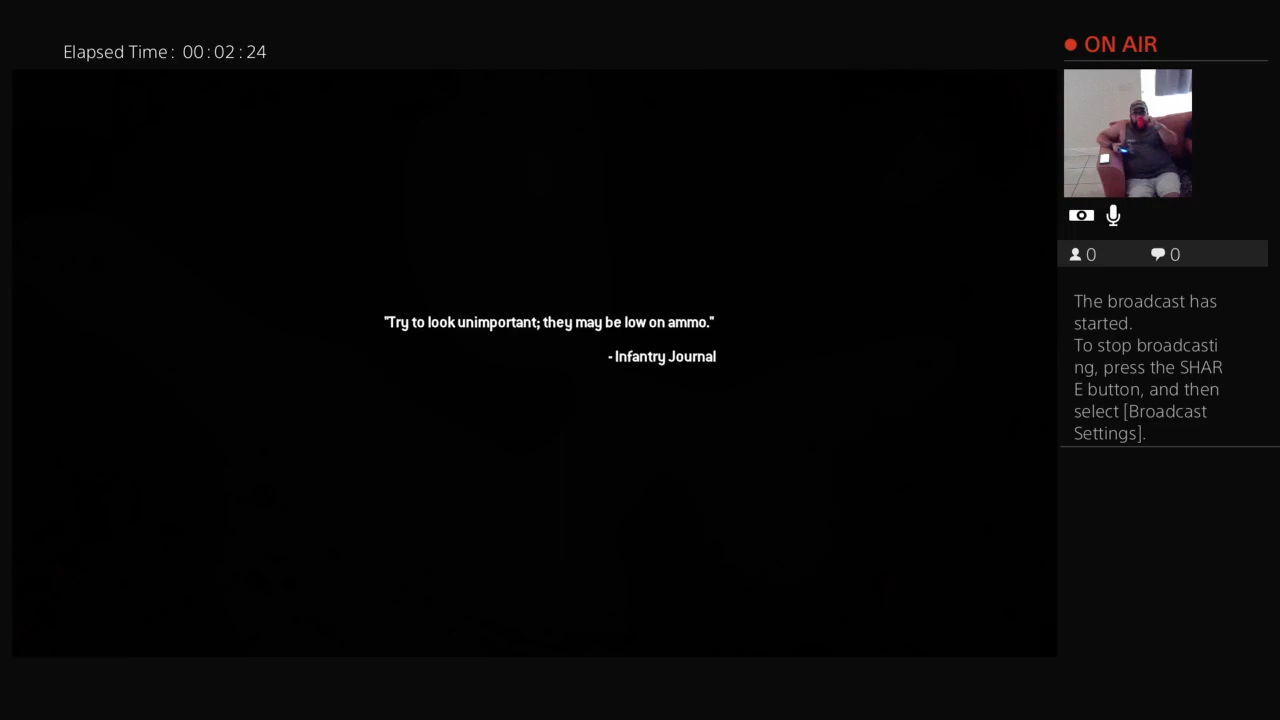 Elapsed Time: 00:02:24
ON AIR
"Try to look unimportant; they may be low on ammo."
- Infantry Journal
0 0
The broadcast has
started.
To stop broadcasti
ng, press the SHAR
E button, and then
select [Broadcast
Settings].